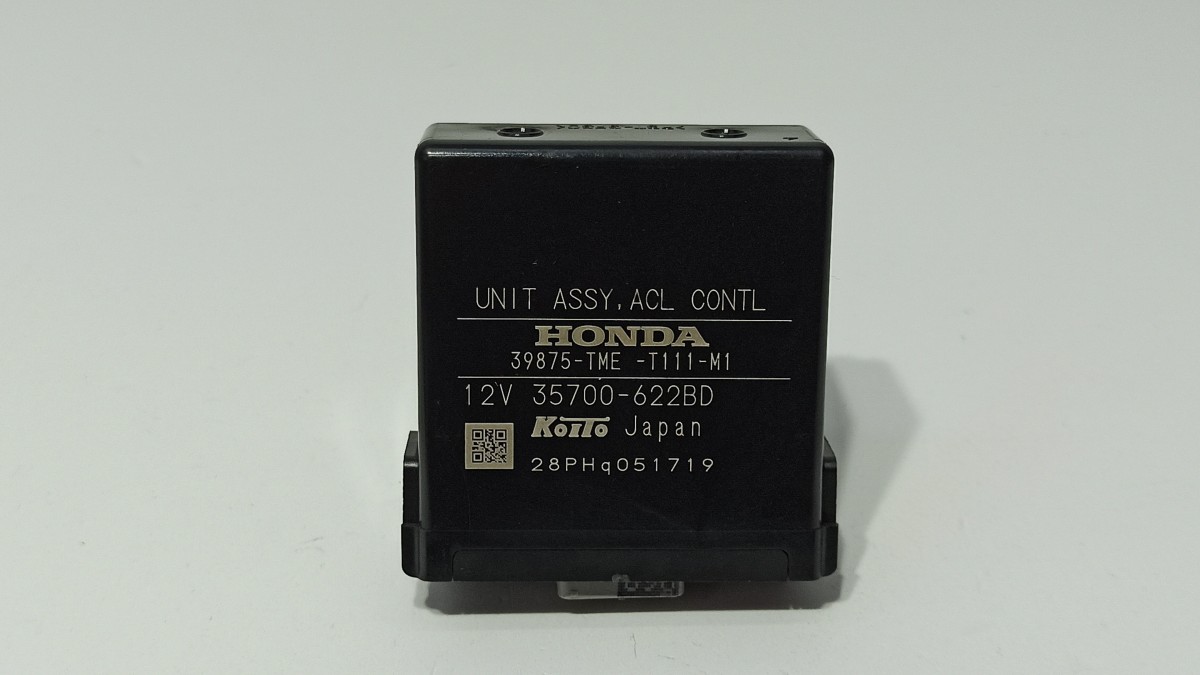 UNIT ASSY,ACL CONTL
HONDA
39875-TME -T111-M1
12V 35700-622BD
KOITO Japan
28PHq051719